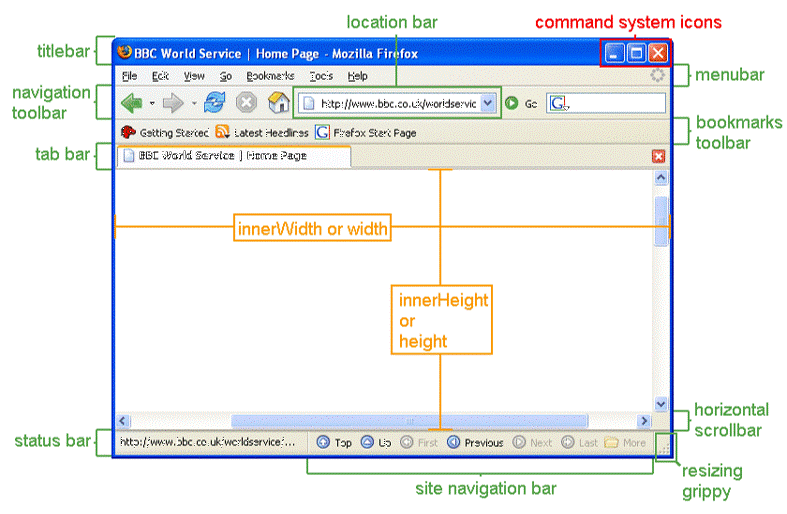 location bar
command system icons
titlebar
BBC World Service | Home Page - Mozilla Firefox
File Edit View Go Bookmarks Tools Help
menubar
navigation
toolbar
http://www.bbc.co.uk/worldservic
Go
G
bookmarks
toolbar
Getting Started Latest Headlines G Firefox Start Page
tab bar
BBC World Service | Home Page
innerWidth or width
innerHeight
or
height
horizontal
scrollbar
status bar
http://www.bbc.co.uk/worldservice/...
Top Up First Previous Next Last More
site navigation bar
resizing
grippy